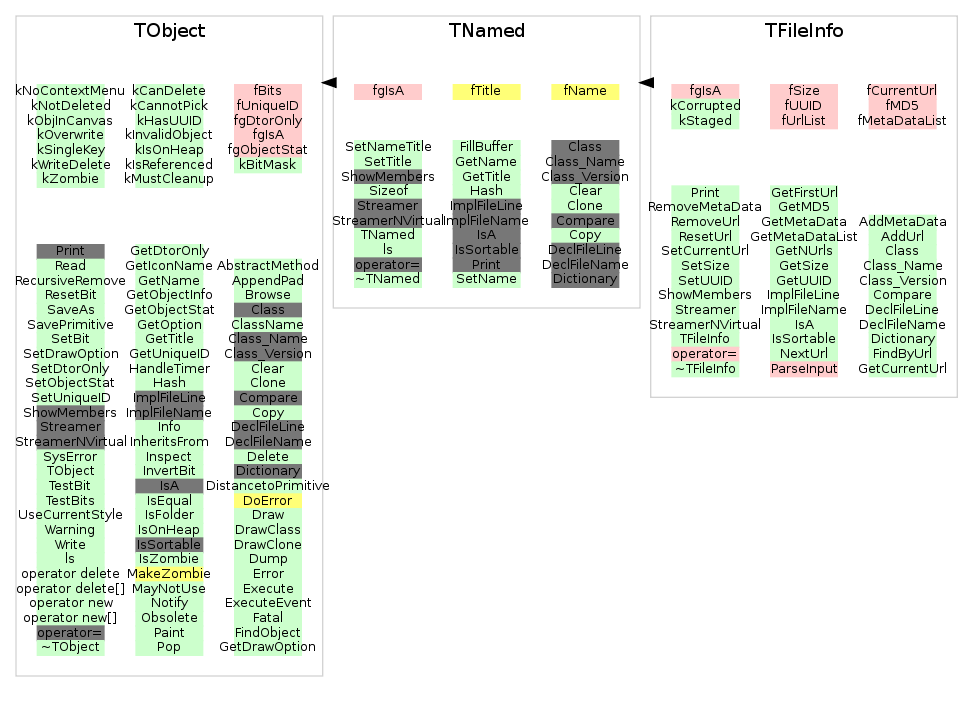 TObject
kNoContextMenu
kNotDeleted
kObjInCanvas
kOverwrite
kSingleKey
kWriteDelete
kZombie
kCanDelete
kCannotPick
kHasUUID
kInvalidObject
kIsOnHeap
kIsReferenced
kMustCleanup
fBits
fUniqueID
fgDtorOnly
fgIsA
fgObjectStat
kBitMask
Print
Read
RecursiveRemove
ResetBit
SaveAs
SavePrimitive
SetBit
SetDrawOption
SetDtorOnly
SetObjectStat
SetUniqueID
ShowMembers
Streamer
StreamerNVirtual
SysError
TObject
TestBit
TestBits
UseCurrentStyle
Warning
Write
ls
operator delete
operator delete[]
operator new
operator new[]
operator=
~TObject
GetDtorOnly
GetIconName
GetName
GetObjectInfo
GetObjectStat
GetOption
GetTitle
GetUniqueID
HandleTimer
Hash
ImplFileLine
ImplFileName
Info
InheritsFrom
Inspect
InvertBit
IsA
IsEqual
IsFolder
IsOnHeap
IsSortable
IsZombie
MakeZombie
MayNotUse
Notify
Obsolete
Paint
Pop
AbstractMethod
AppendPad
Browse
Class
ClassName
Class_Name
Class_Version
Clear
Clone
Compare
Copy
DeclFileLine
DeclFileName
Delete
Dictionary
DistancetoPrimitive
DoError
Draw
DrawClass
DrawClone
Dump
Error
Execute
ExecuteEvent
Fatal
FindObject
GetDrawOption
TNamed
fgIsA
fTitle
fName
SetNameTitle
SetTitle
ShowMembers
Sizeof
Streamer
StreamerNVirtual
TNamed
ls
operator=
~TNamed
FillBuffer
GetName
GetTitle
Hash
ImplFileLine
ImplFileName
IsA
IsSortable
Print
SetName
Class
Class_Name
Class_Version
Clear
Clone
Compare
Copy
DeclFileLine
DeclFileName
Dictionary
TFileInfo
fgIsA
kCorrupted
kStaged
fSize
fUUID
fUrlList
fCurrentUrl
fMD5
fMetaDataList
Print
RemoveMetaData
RemoveUrl
ResetUrl
SetCurrentUrl
SetSize
SetUUID
ShowMembers
Streamer
StreamerNVirtual
TFileInfo
operator=
~TFileInfo
GetFirstUrl
GetMD5
GetMetaData
GetMetaDataList
GetNUrls
GetSize
GetUUID
ImplFileLine
ImplFileName
IsA
IsSortable
NextUrl
ParseInput
AddMetaData
AddUrl
Class
Class_Name
Class_Version
Compare
DeclFileLine
DeclFileName
Dictionary
FindByUrl
GetCurrentUrl